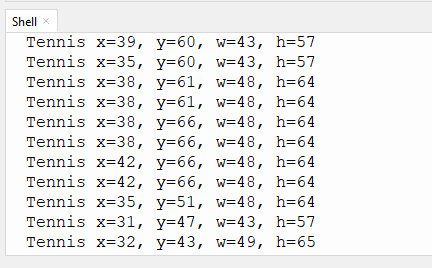 Shell ×
Tennis x=39, y=60, w=43, h=57
Tennis x=35, y=60, w=43, h=57
Tennis x=38, y=61, w=48, h=64
Tennis x=38, y=61, w=48, h=64
Tennis x=38, y=66, w=48, h=64
Tennis x=38, y=66, w=48, h=64
Tennis x=42, y=66, w=48, h=64
Tennis x=42, y=66, w=48, h=64
Tennis x=35, y=51, w=48, h=64
Tennis x=31, y=47, w=43, h=57
Tennis x=32, y=43, w=49, h=65